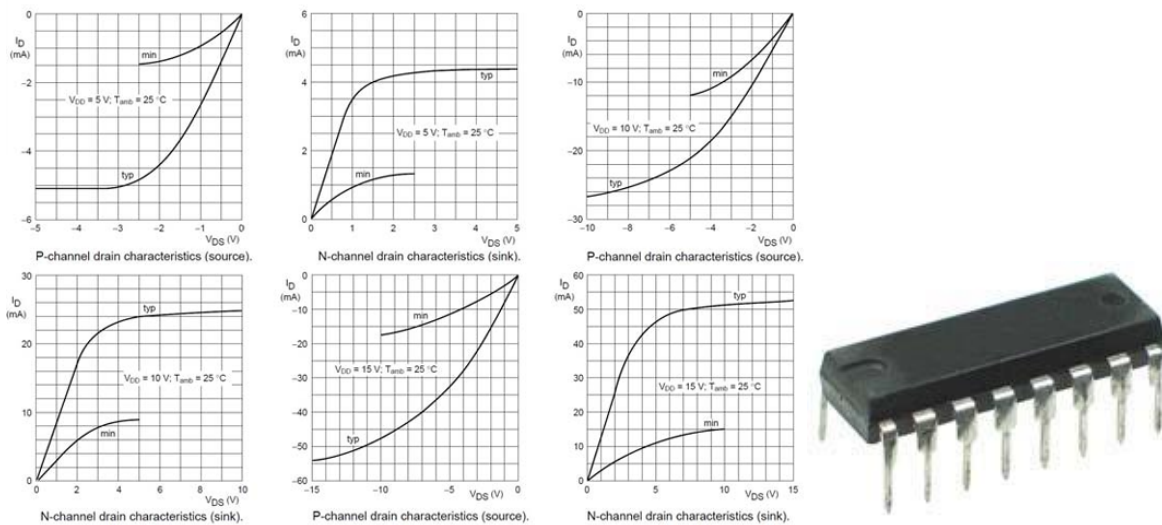 0
I_D
(mA)
min
−2
V_DD = 5 V; T_amb = 25 °C
−4
typ
−6
−5 −4 −3 −2 −1 0
V_DS (V)
P-channel drain characteristics (source).
6
I_D
(mA)
typ
4
V_DD = 5 V; T_amb = 25 °C
2
min
0
0 1 2 3 4 5
V_DS (V)
N-channel drain characteristics (sink).
0
I_D
(mA)
min
−10
V_DD = 10 V; T_amb = 25 °C
−20
typ
−30
−10 −8 −6 −4 −2 0
V_DS (V)
P-channel drain characteristics (source).
30
I_D
(mA)
typ
20
V_DD = 10 V; T_amb = 25 °C
10
min
0
0 2 4 6 8 10
V_DS (V)
N-channel drain characteristics (sink).
0
I_D
(mA)
−10
min
−20
V_DD = 15 V; T_amb = 25 °C
−30
−40
typ
−50
−60
−15 −10 −5 0
V_DS (V)
P-channel drain characteristics (source).
60
I_D
(mA)
typ
50
40
30
V_DD = 15 V; T_amb = 25 °C
20
min
10
0
0 5 10 15
V_DS (V)
N-channel drain characteristics (sink).